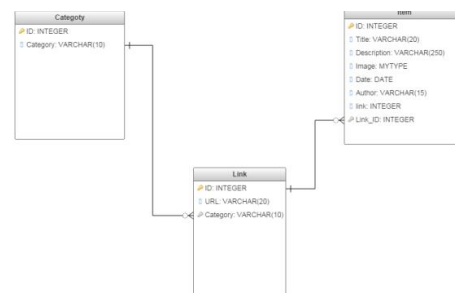 Categoty
ID: INTEGER
Category: VARCHAR(10)
Item
ID: INTEGER
Title: VARCHAR(20)
Description: VARCHAR(250)
Image: MYTYPE
Date: DATE
Author: VARCHAR(15)
link: INTEGER
Link_ID: INTEGER
Link
ID: INTEGER
URL: VARCHAR(20)
Category: VARCHAR(10)